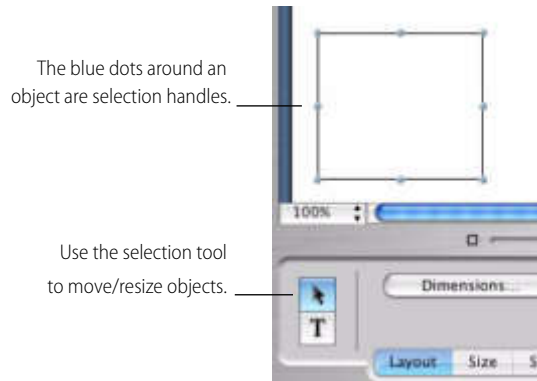 The blue dots around an
object are selection handles.
100%
Use the selection tool
to move/resize objects.
Dimensions...
T
Layout Size S